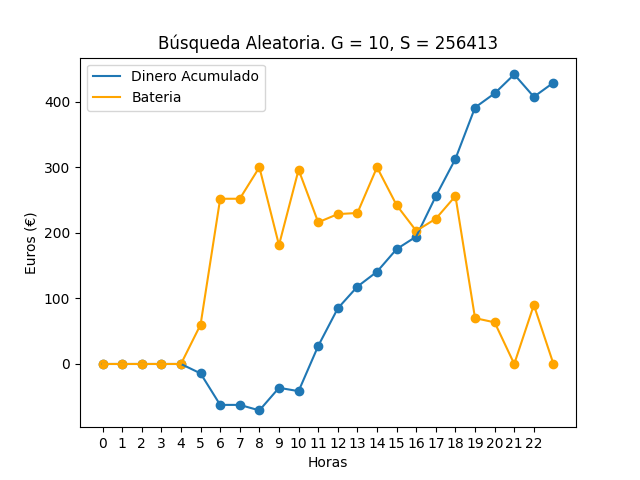 Búsqueda Aleatoria. G = 10, S = 256413
Dinero Acumulado
Bateria
Euros (€)
400
300
200
100
0
0 1 2 3 4 5 6 7 8 9 10 11 12 13 14 15 16 17 18 19 20 21 22
Horas